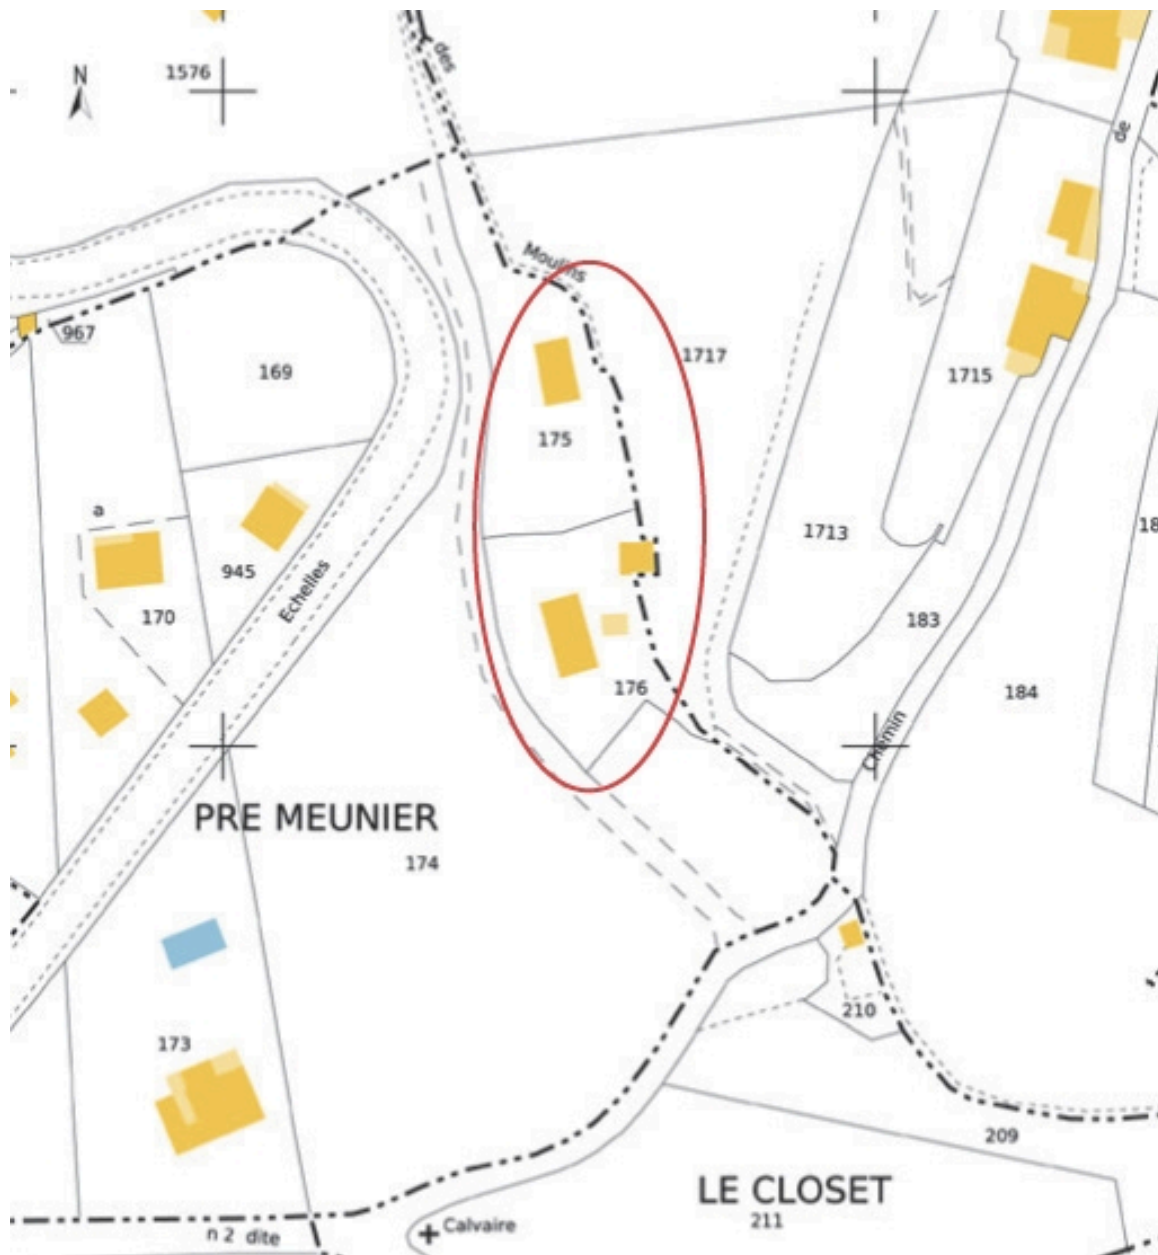 des
N
1576
de
Moulins
967
1717
169
1715
175
a
18
1713
945
Echelles
170
183
176
184
Chemin
PRE MEUNIER
174
210
173
209
LE CLOSET
211
Calvaire
n 2 dite